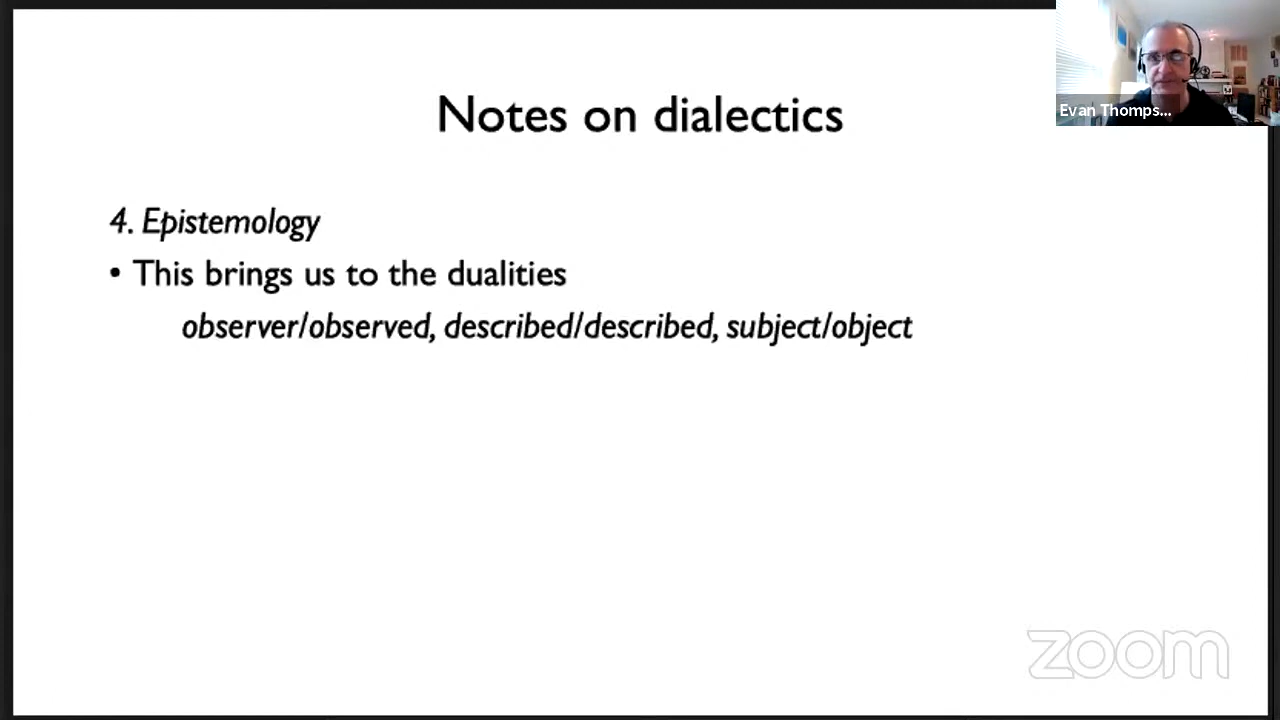 Notes on dialectics
Evan Thomps...
4. Epistemology
• This brings us to the dualities
observer/observed, described/described, subject/object
zoom